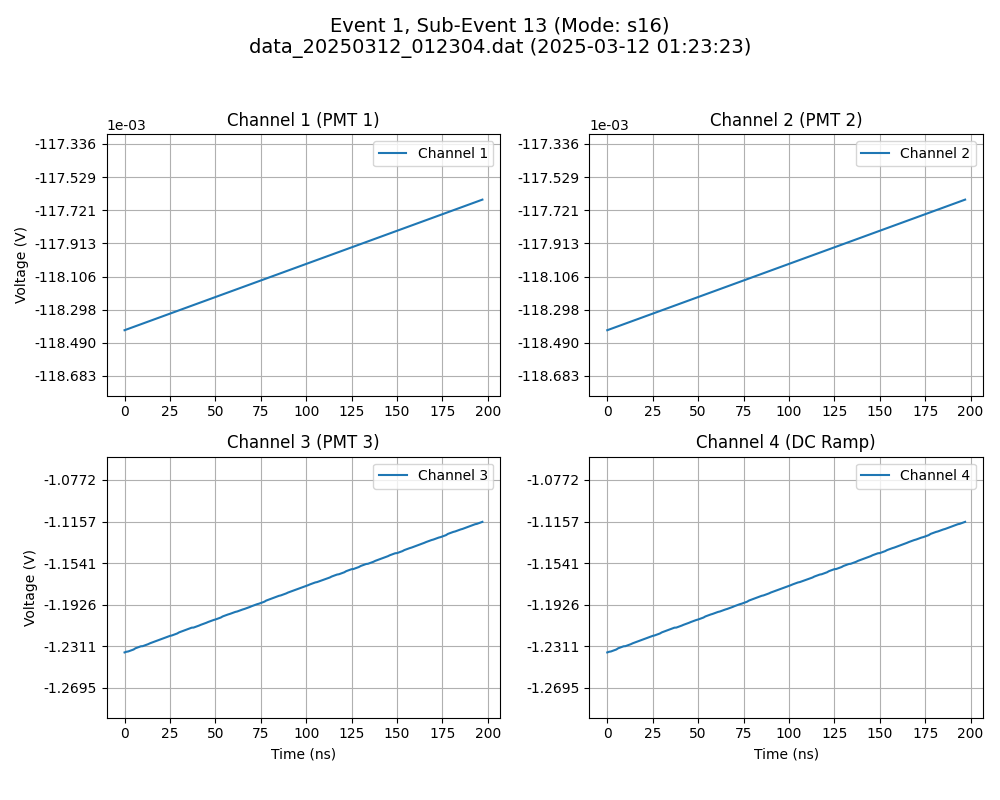 Event 1, Sub-Event 13 (Mode: s16)
data_20250312_012304.dat (2025-03-12 01:23:23)
Channel 1 (PMT 1)
1e-03
Channel 1
Voltage (V)
-117.336
-117.529
-117.721
-117.913
-118.106
-118.298
-118.490
-118.683
0 25 50 75 100 125 150 175 200
Channel 2 (PMT 2)
1e-03
Channel 2
-117.336
-117.529
-117.721
-117.913
-118.106
-118.298
-118.490
-118.683
0 25 50 75 100 125 150 175 200
Channel 3 (PMT 3)
Channel 3
Voltage (V)
-1.0772
-1.1157
-1.1541
-1.1926
-1.2311
-1.2695
0 25 50 75 100 125 150 175 200
Time (ns)
Channel 4 (DC Ramp)
Channel 4
-1.0772
-1.1157
-1.1541
-1.1926
-1.2311
-1.2695
0 25 50 75 100 125 150 175 200
Time (ns)